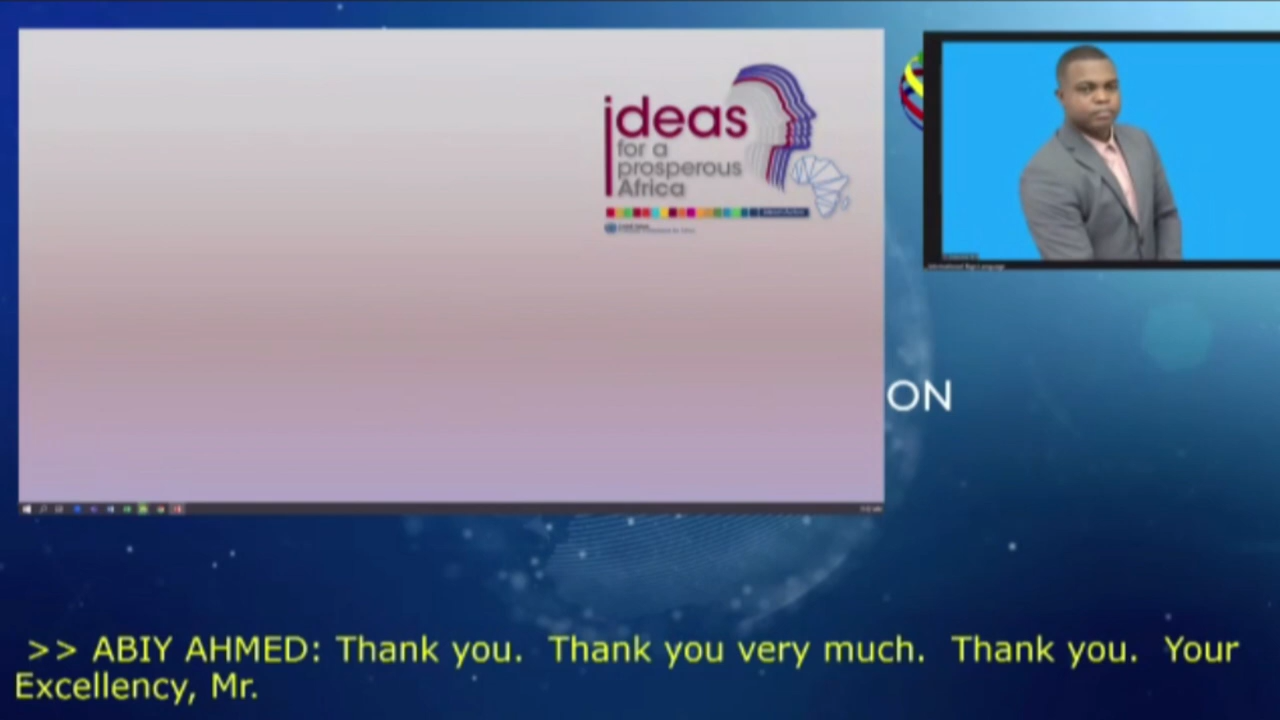 ideas
for a
prosperous
Africa
ON
>> ABIY AHMED: Thank you.  Thank you very much.  Thank you.  Your
Excellency, Mr.